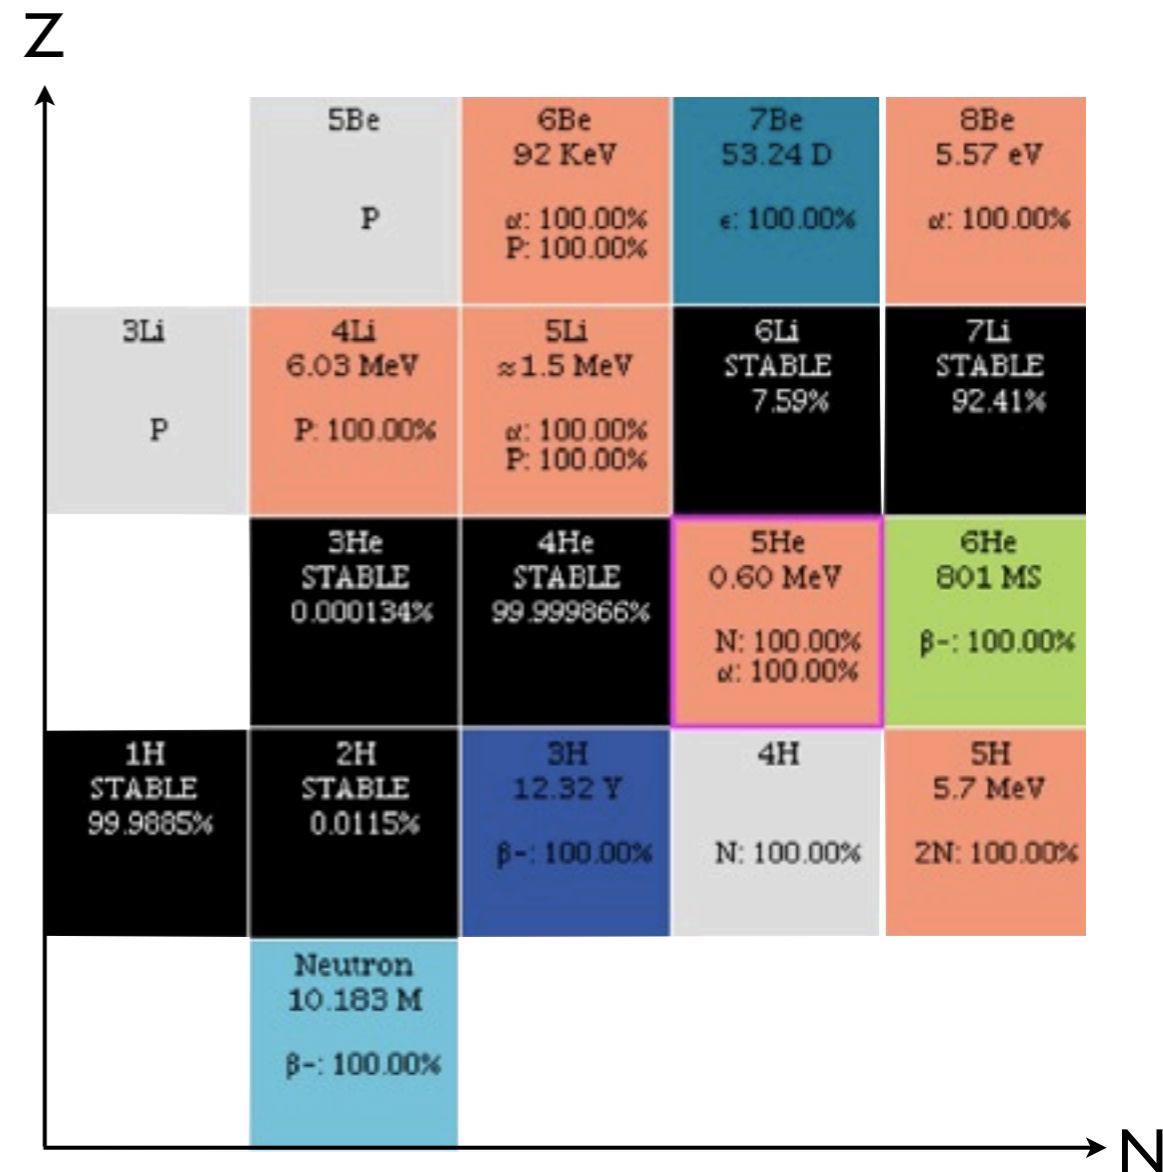 Z
5Be
P
6Be
92 KeV
α: 100.00%
P: 100.00%
7Be
53.24 D
ϵ: 100.00%
8Be
5.57 eV
α: 100.00%
3Li
P
4Li
6.03 MeV
P: 100.00%
5Li
≈1.5 MeV
α: 100.00%
P: 100.00%
6Li
STABLE
7.59%
7Li
STABLE
92.41%
3He
STABLE
0.000134%
4He
STABLE
99.999866%
5He
0.60 MeV
N: 100.00%
α: 100.00%
6He
801 MS
β-: 100.00%
1H
STABLE
99.9885%
2H
STABLE
0.0115%
3H
12.32 Y
β-: 100.00%
4H
N: 100.00%
5H
5.7 MeV
2N: 100.00%
Neutron
10.183 M
β-: 100.00%
N